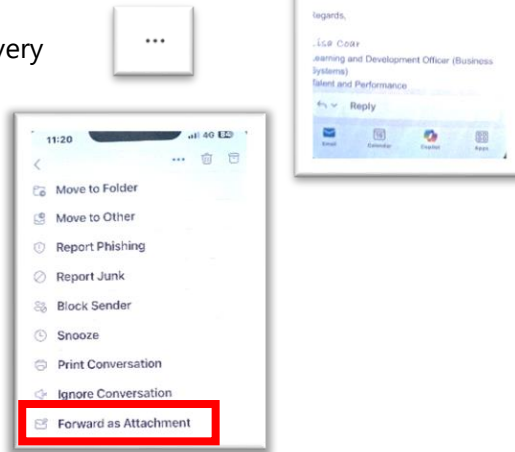 very
...
Regards,
Learning and Development Officer (Business
Systems)
Talent and Performance
Reply
Email
Calendar
Copilot
Apps
11:20
4G
...
Move to Folder
Move to Other
Report Phishing
Report Junk
Block Sender
Snooze
Print Conversation
Ignore Conversation
Forward as Attachment